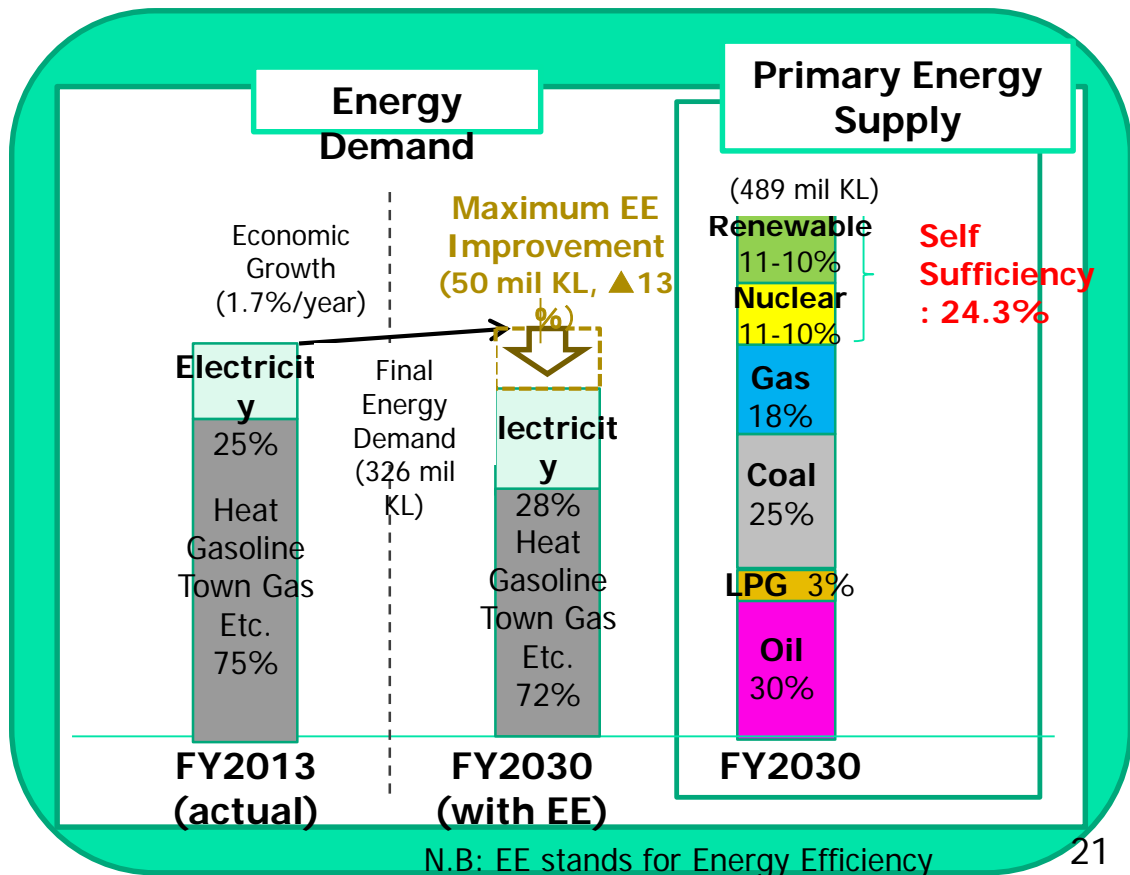 Energy
Demand
Primary Energy
Supply
Economic
Growth
(1.7%/year)
Maximum EE
Improvement
(50 mil KL, ▲13
%)
Electricit
y
25%
Heat
Gasoline
Town Gas
Etc.
75%
Final
Energy
Demand
(326 mil
KL)
lectricit
y
28%
Heat
Gasoline
Town Gas
Etc.
72%
(489 mil KL)
Renewable
11-10%
Nuclear
11-10%
Gas
18%
Coal
25%
LPG 3%
Oil
30%
Self
Sufficiency
: 24.3%
FY2013
(actual)
FY2030
(with EE)
FY2030
N.B: EE stands for Energy Efficiency
21